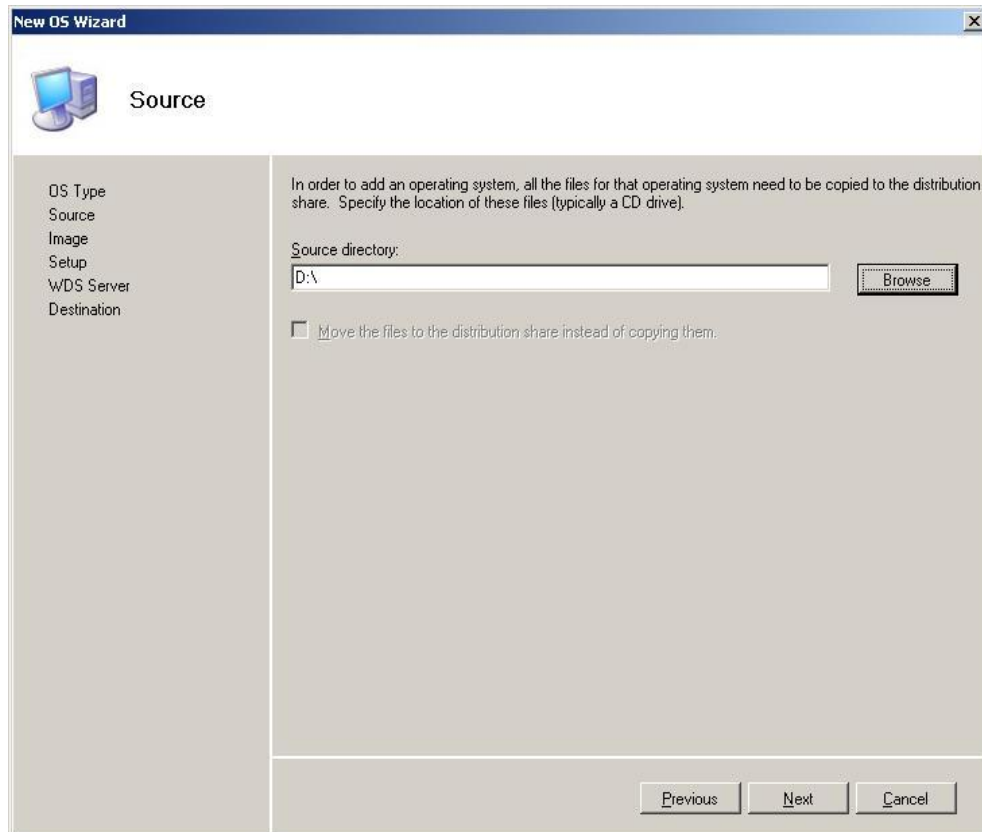 New OS Wizard
Source
OS Type
Source
Image
Setup
WDS Server
Destination
In order to add an operating system, all the files for that operating system need to be copied to the distribution
share.  Specify the location of these files (typically a CD drive).
Source directory:
D:\
Browse
Move the files to the distribution share instead of copying them.
Previous
Next
Cancel